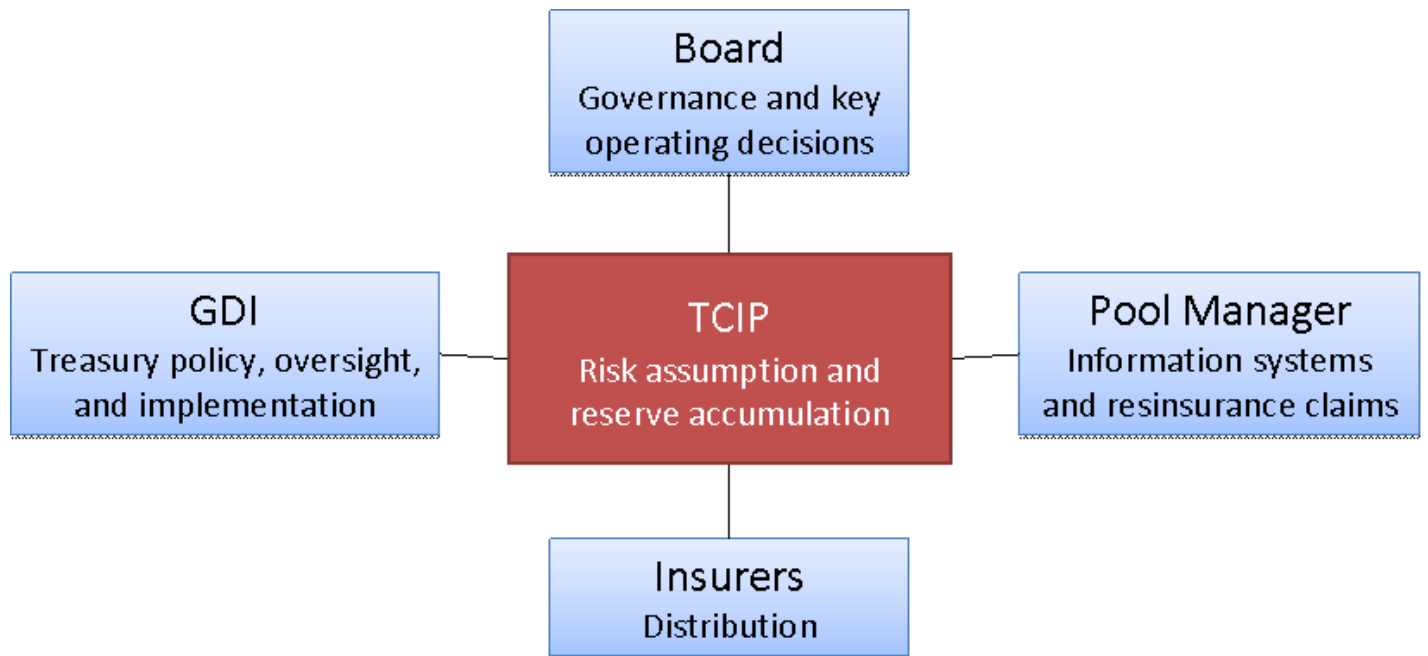 Board
Governance and key
operating decisions
GDI
Treasury policy, oversight,
and implementation
TCIP
Risk assumption and
reserve accumulation
Pool Manager
Information systems
and resinsurance claims
Insurers
Distribution